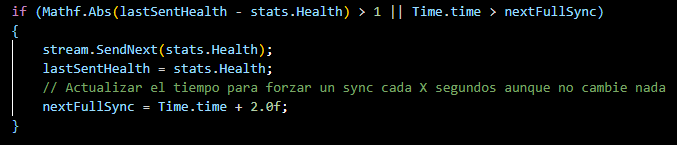 if (Mathf.Abs(lastSentHealth - stats.Health) > 1 || Time.time > nextFullSync)
{
    stream.SendNext(stats.Health);
    lastSentHealth = stats.Health;
    // Actualizar el tiempo para forzar un sync cada X segundos aunque no cambie nada
    nextFullSync = Time.time + 2.0f;
}